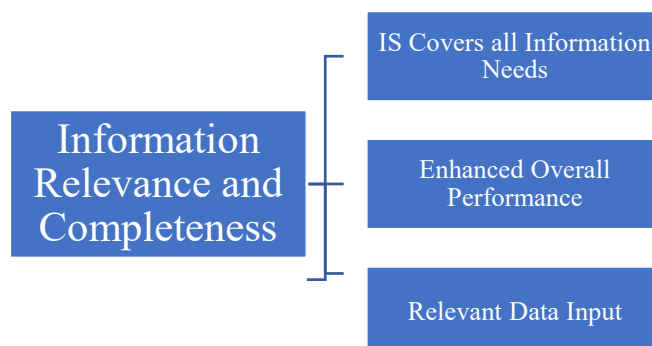 Information
Relevance and
Completeness
IS Covers all Information
Needs
Enhanced Overall
Performance
Relevant Data Input